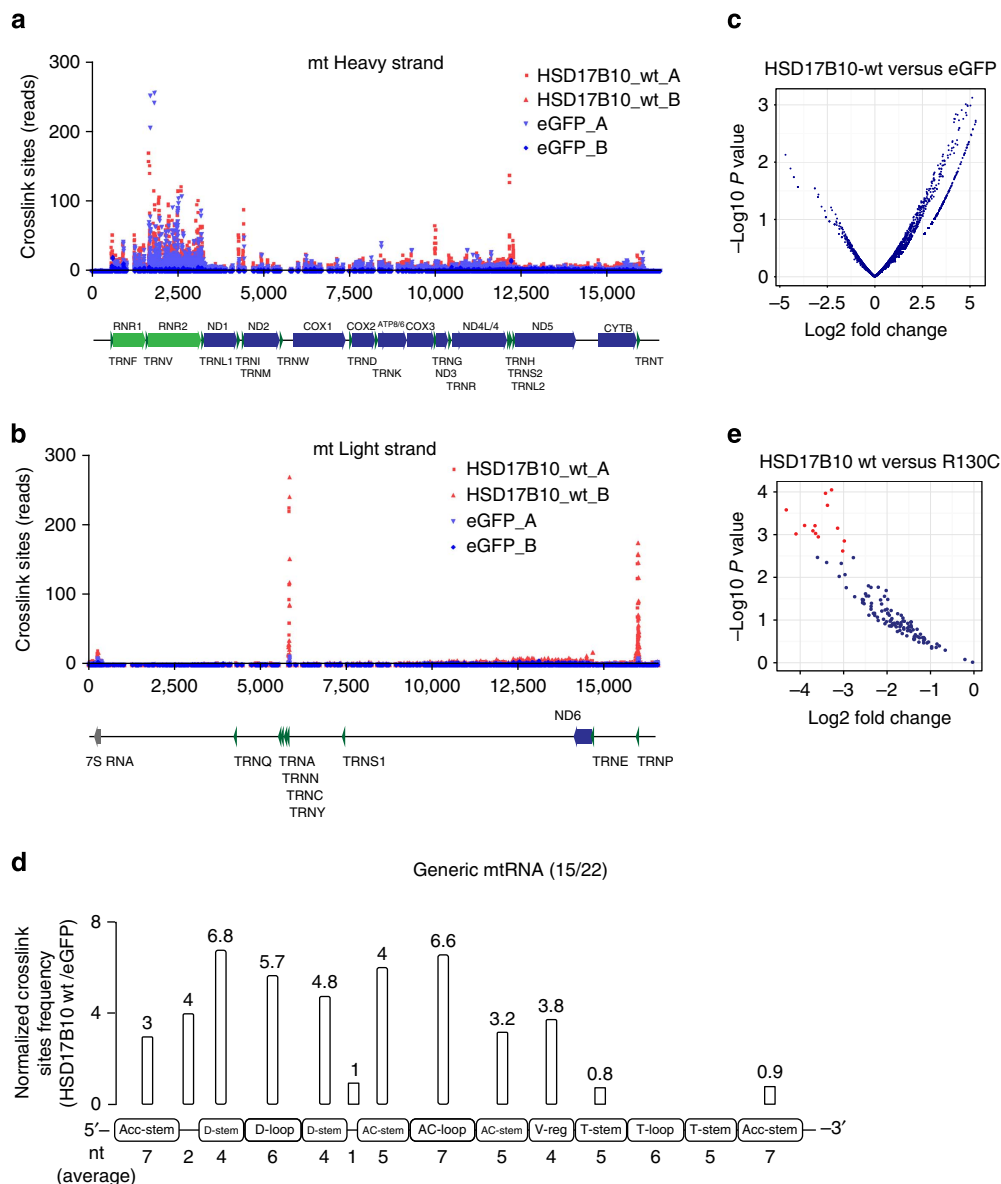 a
mt Heavy strand
Crosslink sites (reads)
300
200
100
0
HSD17B10_wt_A
HSD17B10_wt_B
eGFP_A
eGFP_B
0 2,500 5,000 7,500 10,000 12,500 15,000
RNR1 RNR2 ND1 ND2 COX1 COX2 ATP8/6 COX3 ND4L/4 ND5 CYTB
TRNF TRNV TRNL1 TRNI TRNW TRND TRNG TRNH TRNT
TRNM TRNK ND3 TRNS2
TRNR TRNL2
c
HSD17B10-wt versus eGFP
–Log10 P value
3
2
1
0
–5 –2.5 0 2.5 5
Log2 fold change
b
mt Light strand
Crosslink sites (reads)
300
200
100
0
HSD17B10_wt_A
HSD17B10_wt_B
eGFP_A
eGFP_B
0 2,500 5,000 7,500 10,000 12,500 15,000
ND6
7S RNA TRNQ TRNA TRNS1 TRNE TRNP
TRNN
TRNC
TRNY
e
HSD17B10 wt versus R130C
–Log10 P value
4
3
2
1
0
–4 –3 –2 –1 0
Log2 fold change
d
Generic mtRNA (15/22)
Normalized crosslink
sites frequency
(HSD17B10 wt /eGFP)
8
4
0
3 4 6.8 5.7 4.8 1 4 6.6 3.2 3.8 0.8 0.9
5′– Acc-stem D-stem D-loop D-stem AC-stem AC-loop AC-stem V-reg T-stem T-loop T-stem Acc-stem –3′
nt 7 2 4 6 4 1 5 7 5 4 5 6 5 7
(average)